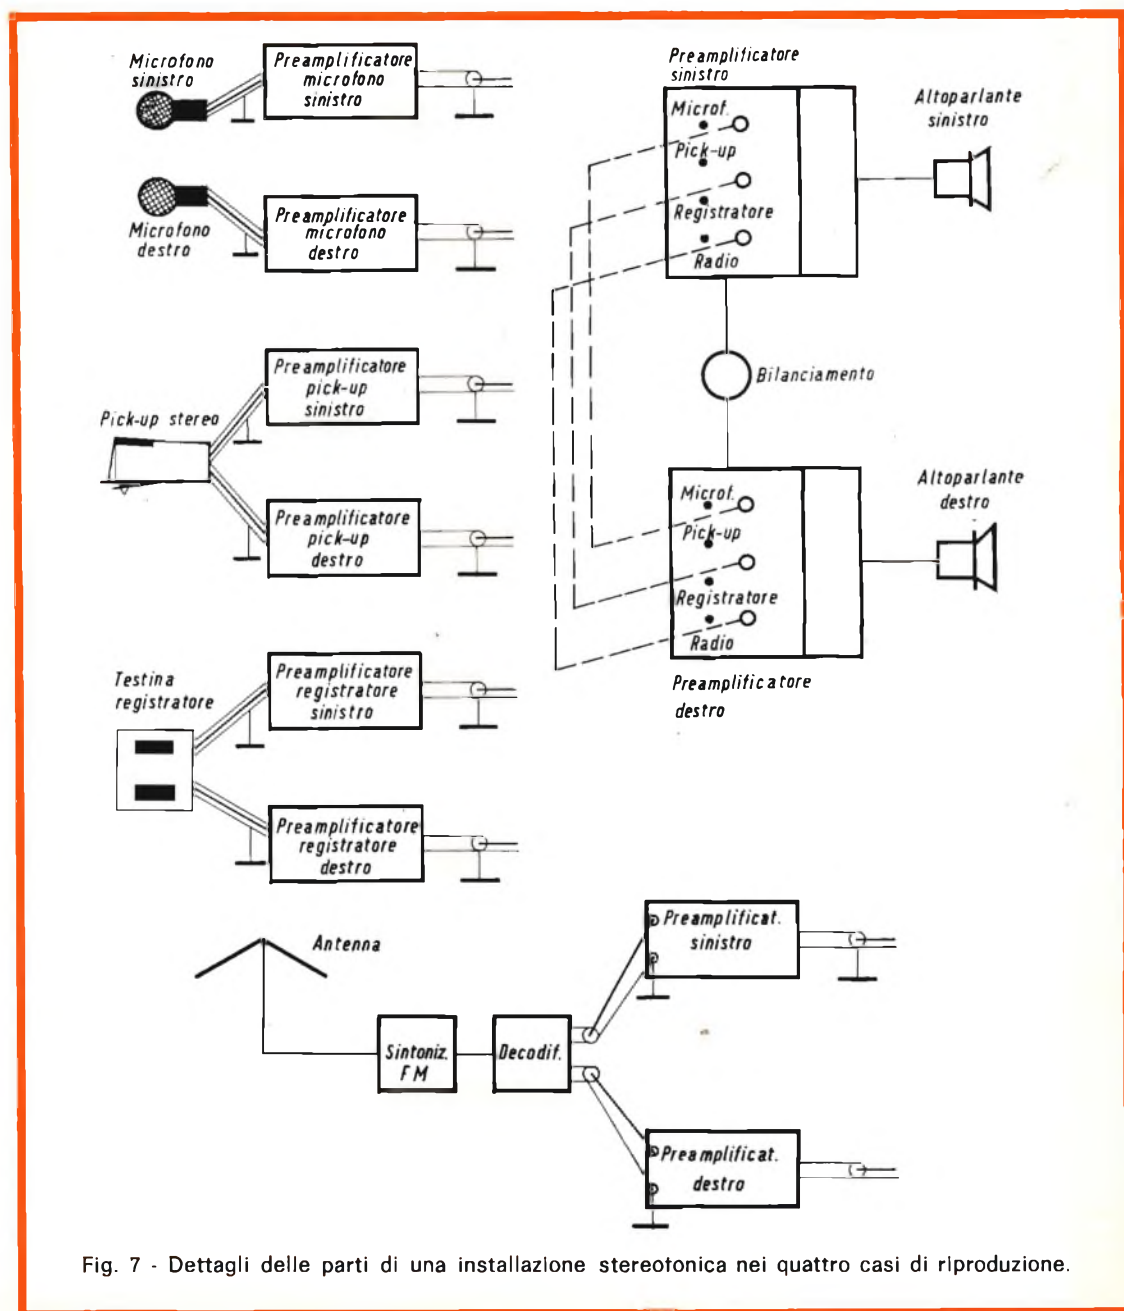 Microfono
sinistro
Preamplificatore
microfono
sinistro
Microfono
destro
Preamplificatore
microfono
destro
Pick-up stereo
Preamplificatore
pick-up
sinistro
Preamplificatore
pick-up
destro
Testina
registratore
Preamplificatore
registratore
sinistro
Preamplificatore
registratore
destro
Preamplificatore
sinistro
Microf.
Pick-up
Registratore
Radio
Altoparlante
sinistro
Bilanciamento
Microf.
Pick-up
Registratore
Radio
Altoparlante
destro
Preamplificatore
destro
Antenna
Sintoniz.
FM
Decodif.
Preamplificat.
sinistro
Preamplificat.
destro
Fig. 7 - Dettagli delle parti di una installazione stereofonica nei quattro casi di riproduzione.